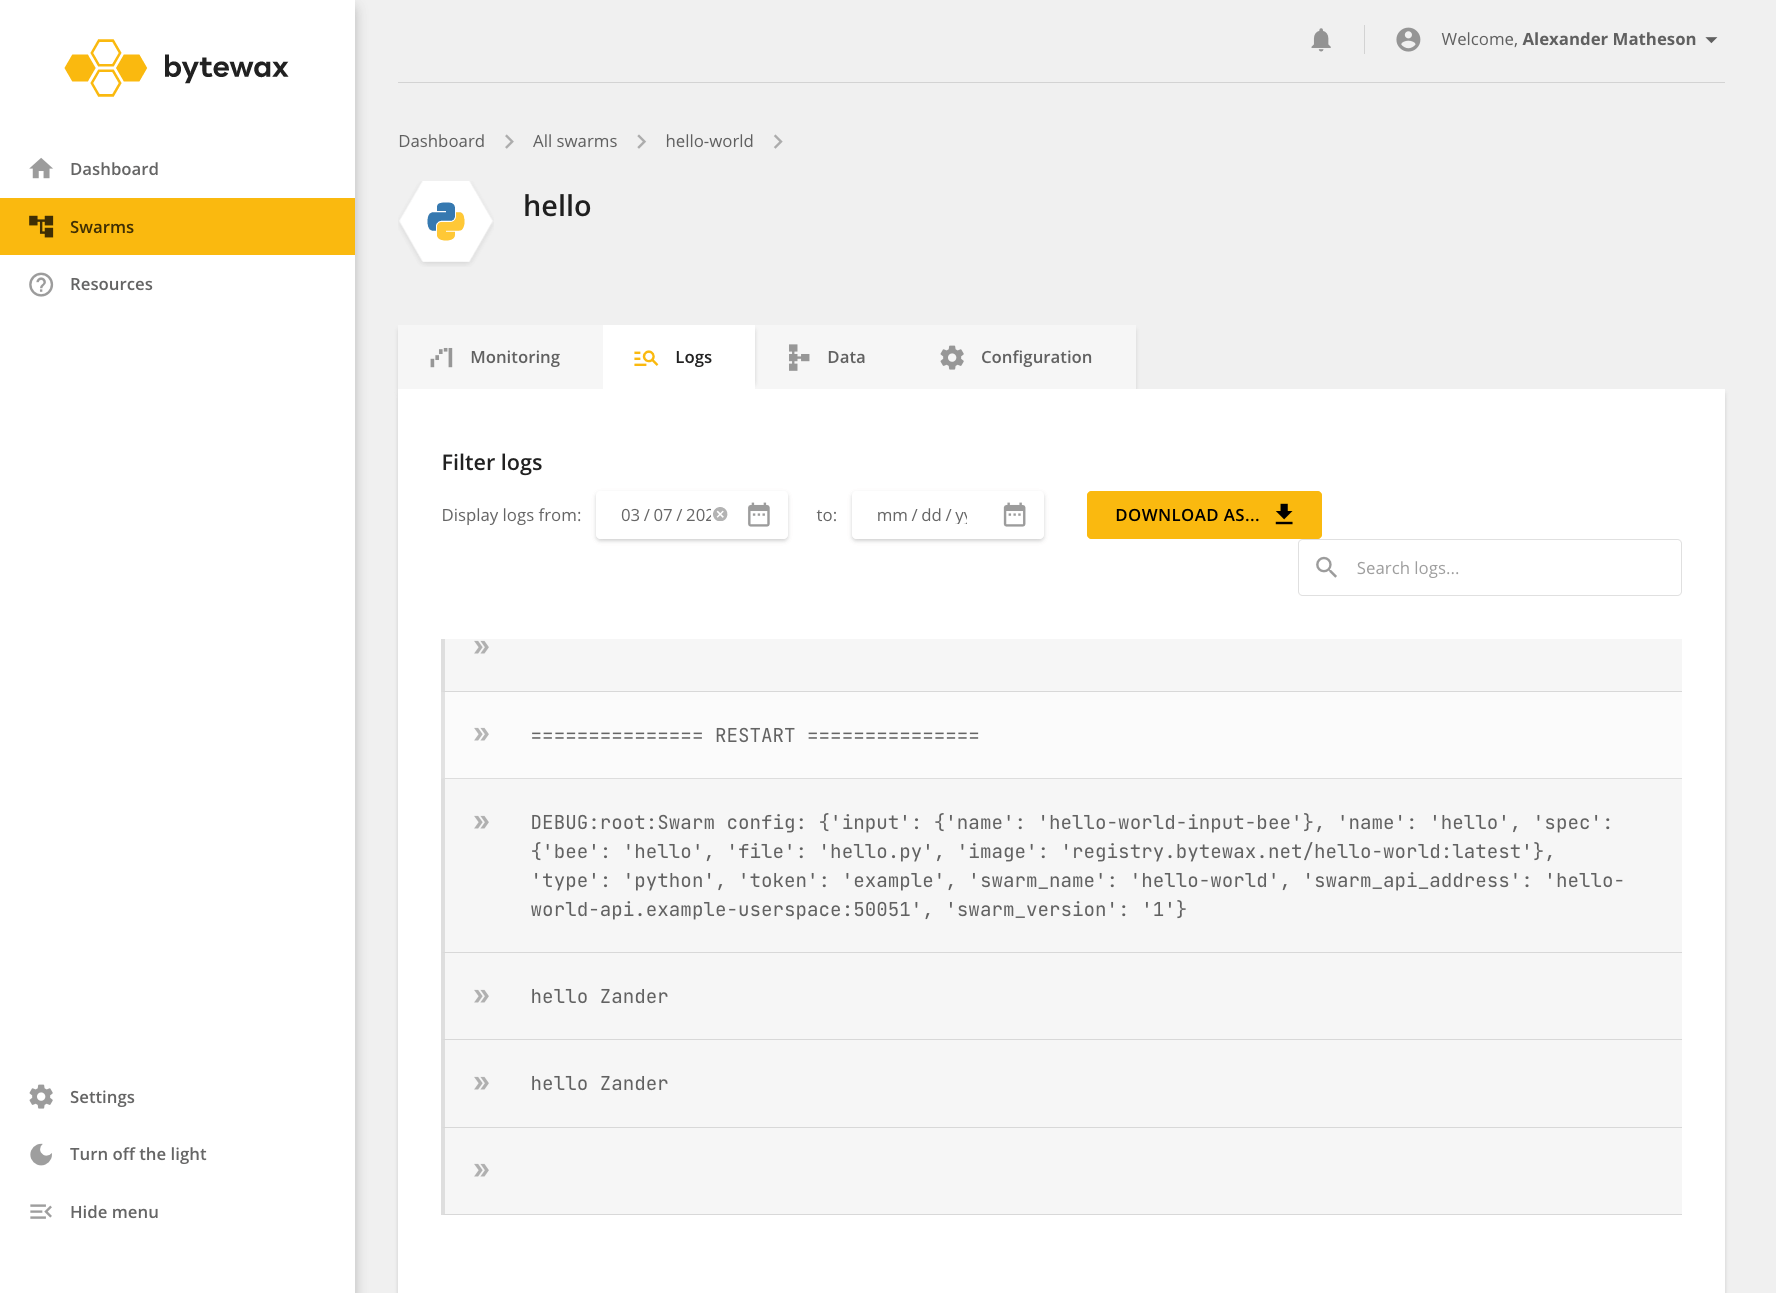 bytewax
Welcome, Alexander Matheson
Dashboard
Swarms
Resources
Dashboard All swarms hello-world
hello
Monitoring Logs Data Configuration
Filter logs
Display logs from: 03 / 07 / 202 to: mm / dd / yy DOWNLOAD AS...
Search logs...
=============== RESTART ===============
DEBUG:root:Swarm config: {'input': {'name': 'hello-world-input-bee'}, 'name': 'hello', 'spec':
{'bee': 'hello', 'file': 'hello.py', 'image': 'registry.bytewax.net/hello-world:latest'},
'type': 'python', 'token': 'example', 'swarm_name': 'hello-world', 'swarm_api_address': 'hello-
world-api.example-userspace:50051', 'swarm_version': '1'}
hello Zander
hello Zander
Settings
Turn off the light
Hide menu